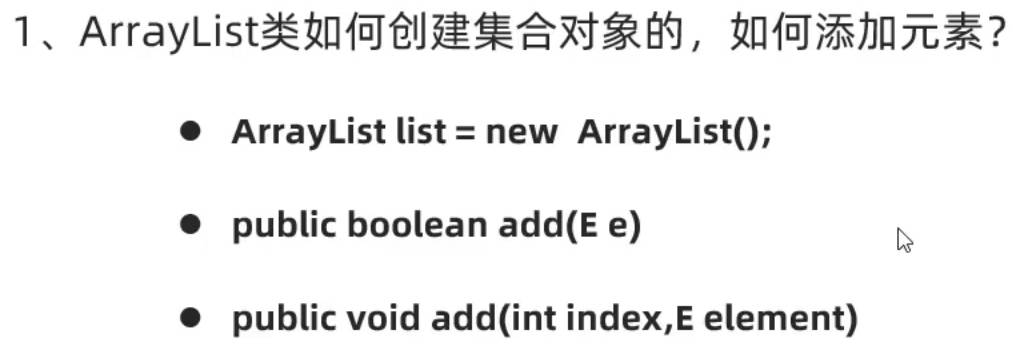 1、ArrayList类如何创建集合对象的，如何添加元素?
● ArrayList list = new  ArrayList();
● public boolean add(E e)
● public void add(int index,E element)